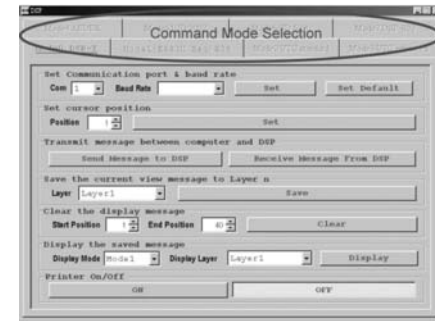 DSP
Command Mode Selection
Set Communication port & baud rate
Com 1 Baud Rate Set Set Default
Set cursor position
Position 1 Set
Transmit message between computer and DSP
Send Message to DSP Receive Message From DSP
Save the current view message to Layer n
Layer Layer1 Save
Clear the display message
Start Position 1 End Position 40 Clear
Display the saved message
Display Mode Mode1 Display Layer Layer1 Display
Printer On/Off
ON OFF